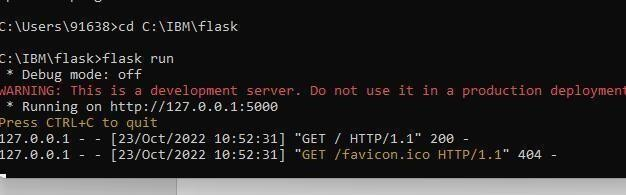 C:\Users\91638>cd C:\IBM\flask
C:\IBM\flask>flask run
 * Debug mode: off
WARNING: This is a development server. Do not use it in a production deployment
 * Running on http://127.0.0.1:5000
Press CTRL+C to quit
127.0.0.1 - - [23/Oct/2022 10:52:31] "GET / HTTP/1.1" 200 -
127.0.0.1 - - [23/Oct/2022 10:52:31] "GET /favicon.ico HTTP/1.1" 404 -